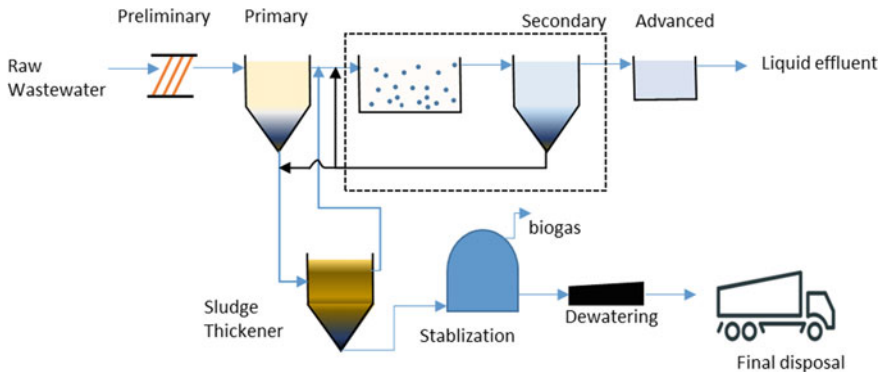 Preliminary
Primary
Secondary
Advanced
Raw
Wastewater
Liquid effluent
biogas
Sludge
Thickener
Stablization
Dewatering
Final disposal